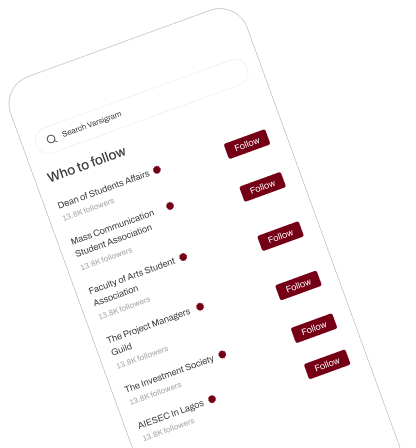 Search Varsigram
Who to follow
Dean of Students Affairs
13.8K followers
Follow
Mass Communication
Student Association
13.8K followers
Follow
Faculty of Arts Student
Association
13.8K followers
Follow
The Project Managers
Guild
13.8K followers
Follow
The Investment Society
13.8K followers
Follow
AIESEC In Lagos
13.8K followers
Follow